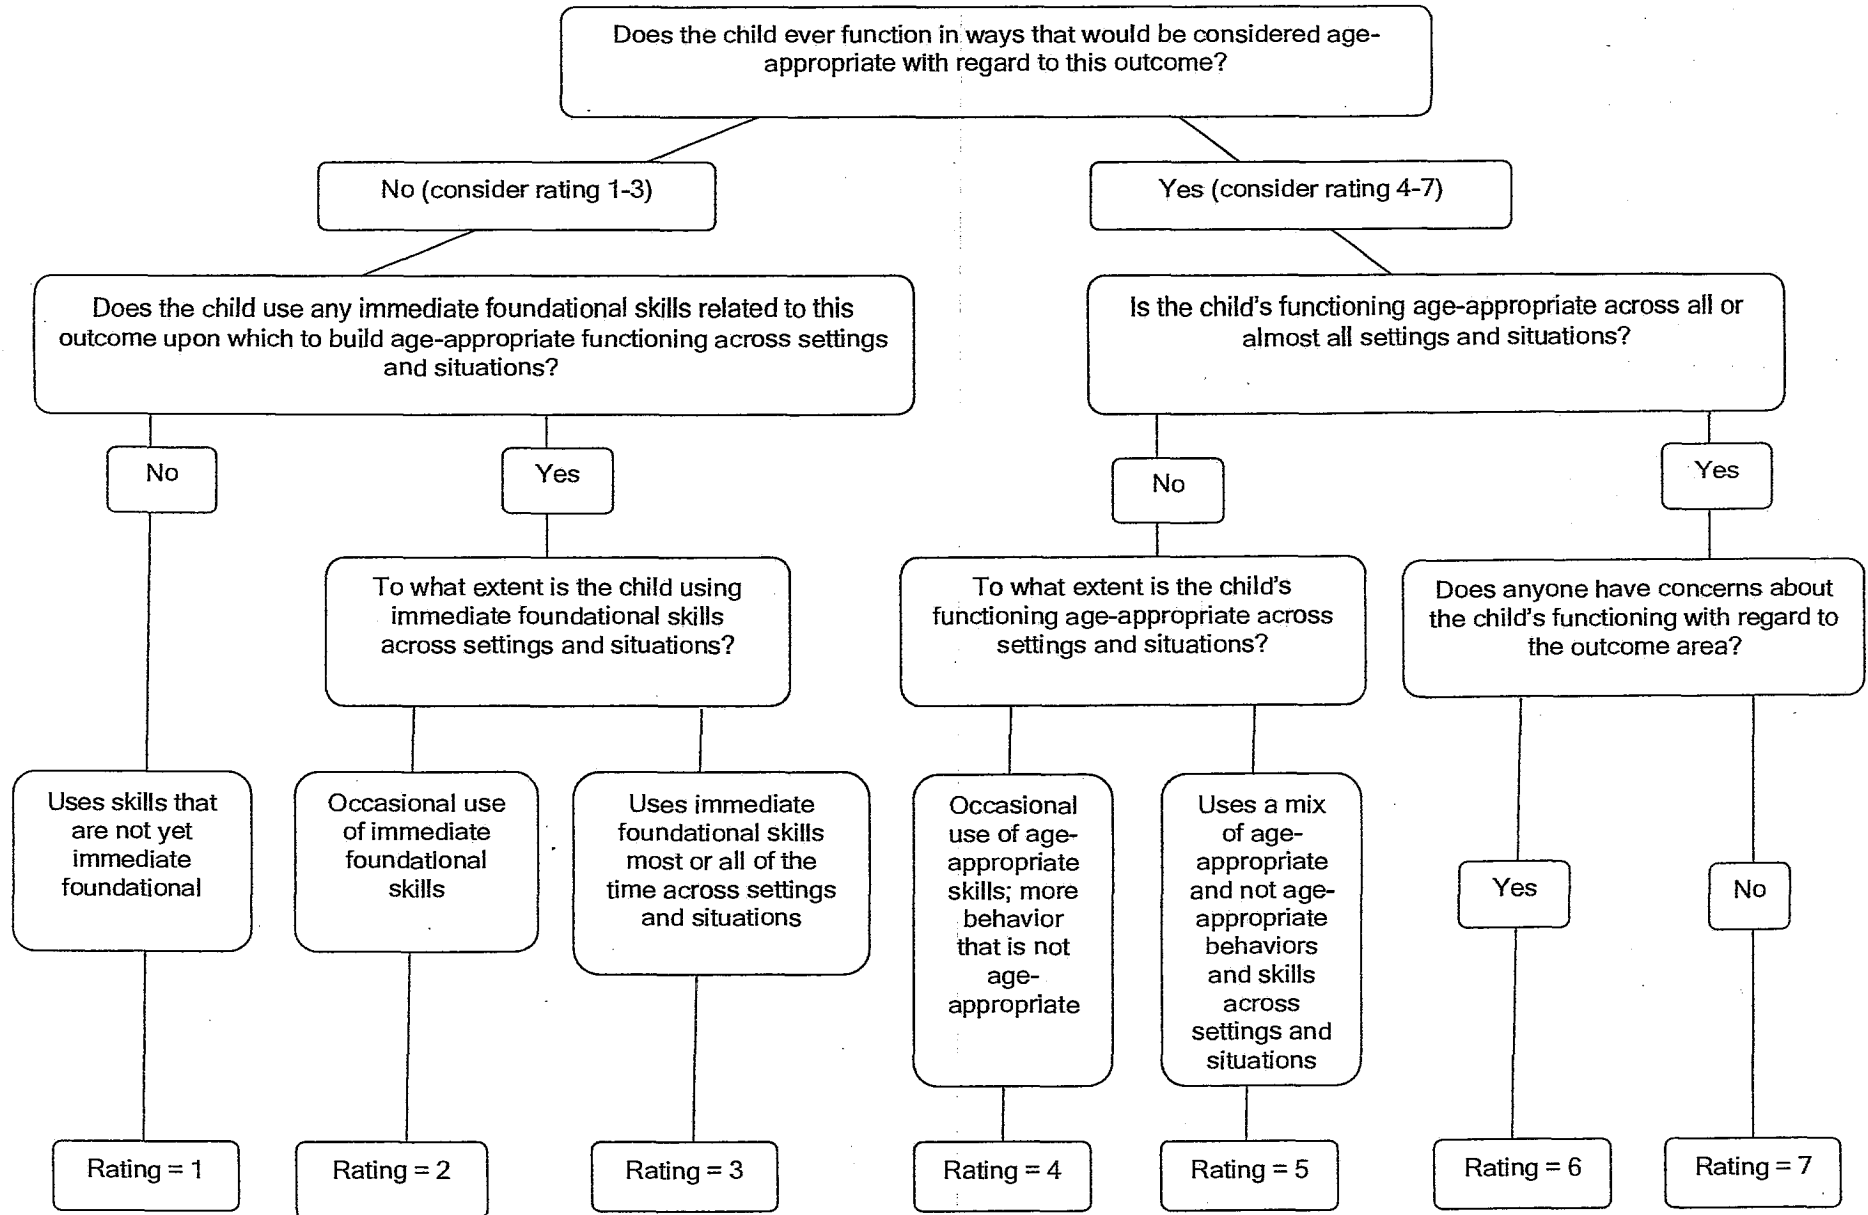 Does the child ever function in ways that would be considered age-
appropriate with regard to this outcome?
No (consider rating 1-3)
Yes (consider rating 4-7)
Does the child use any immediate foundational skills related to this
outcome upon which to build age-appropriate functioning across settings
and situations?
Is the child's functioning age-appropriate across all or
almost all settings and situations?
No
Yes
No
Yes
To what extent is the child using
immediate foundational skills
across settings and situations?
To what extent is the child's
functioning age-appropriate across
settings and situations?
Does anyone have concerns about
the child's functioning with regard to
the outcome area?
Uses skills that
are not yet
immediate
foundational
Occasional use
of immediate
foundational
skills
Uses immediate
foundational skills
most or all of the
time across settings
and situations
Occasional
use of age-
appropriate
skills; more
behavior
that is not
age-
appropriate
Uses a mix
of age-
appropriate
and not age-
appropriate
behaviors
and skills
across
settings and
situations
Yes
No
Rating = 1
Rating = 2
Rating = 3
Rating = 4
Rating = 5
Rating = 6
Rating = 7